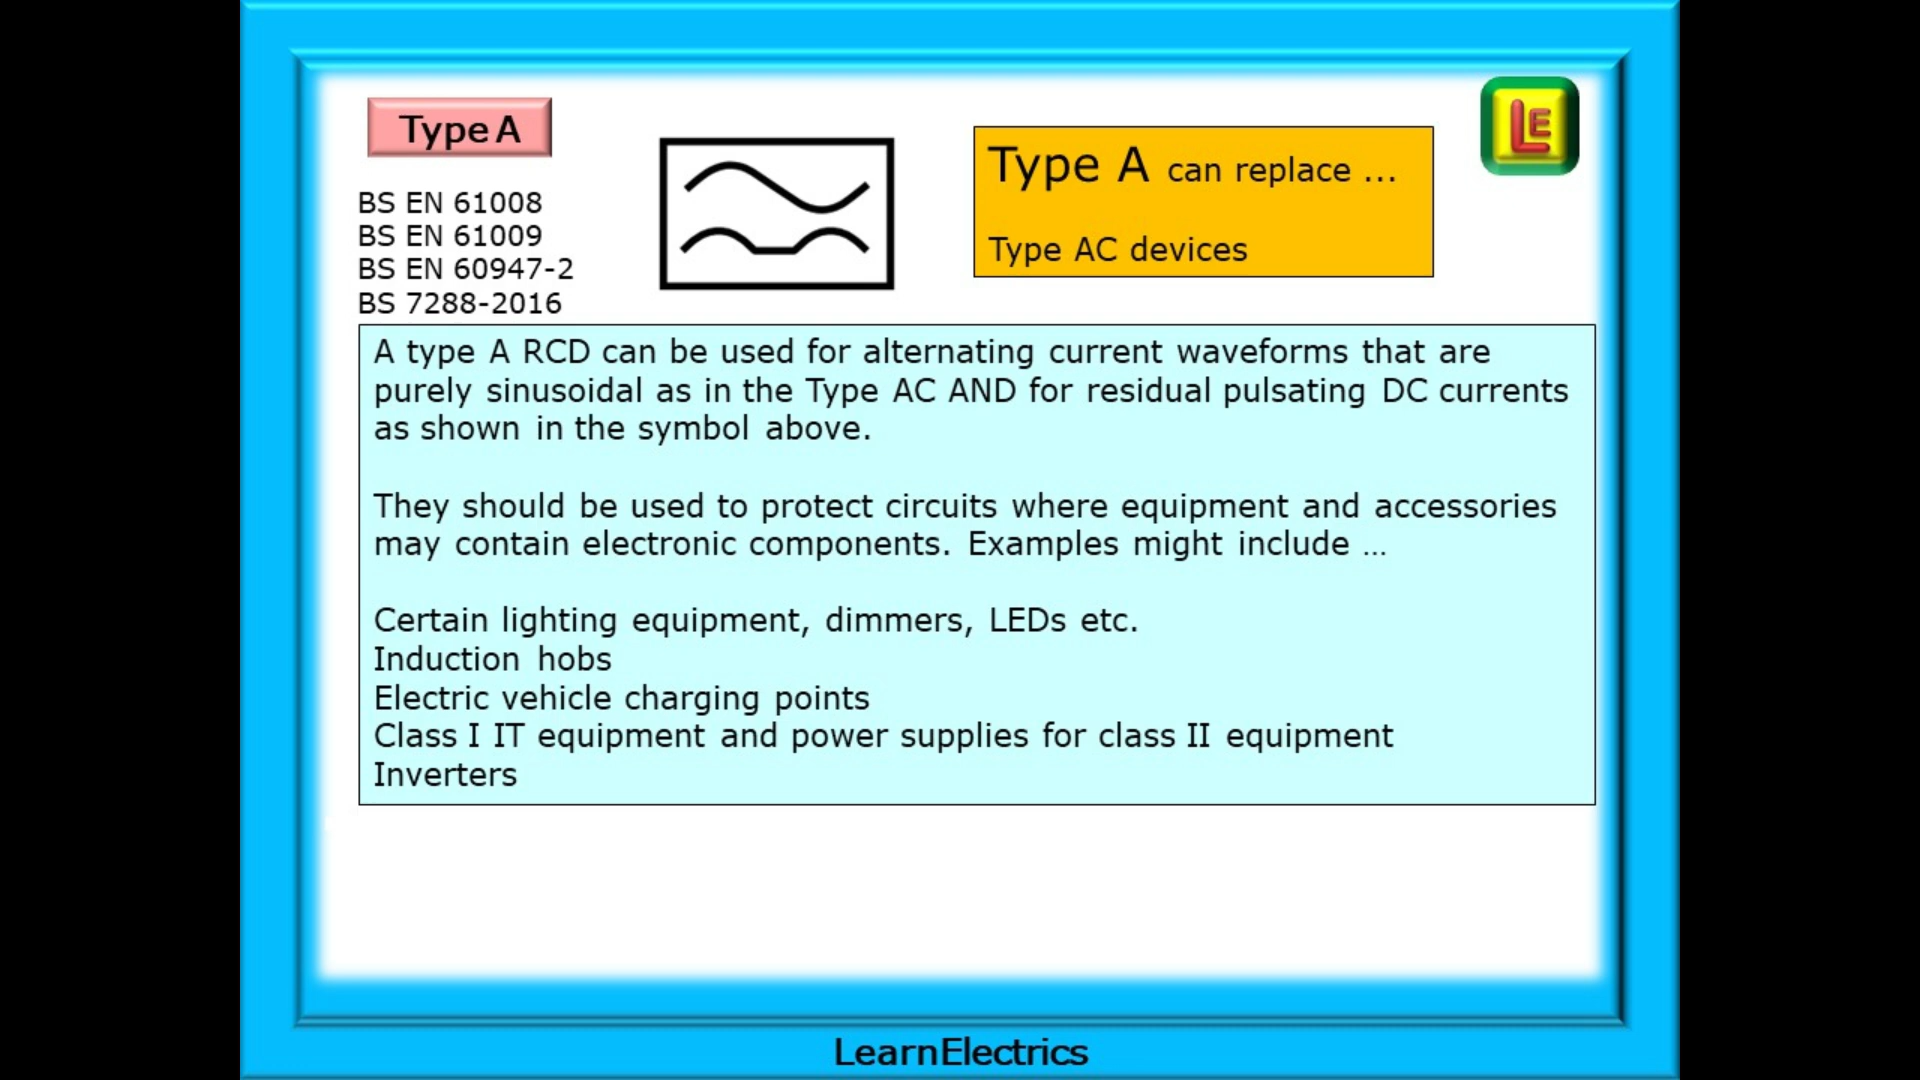 Type A
BS EN 61008
BS EN 61009
BS EN 60947-2
BS 7288-2016
Type A can replace ...
Type AC devices
LE
A type A RCD can be used for alternating current waveforms that are
purely sinusoidal as in the Type AC AND for residual pulsating DC currents
as shown in the symbol above.
They should be used to protect circuits where equipment and accessories
may contain electronic components. Examples might include ...
Certain lighting equipment, dimmers, LEDs etc.
Induction hobs
Electric vehicle charging points
Class I IT equipment and power supplies for class II equipment
Inverters
LearnElectrics